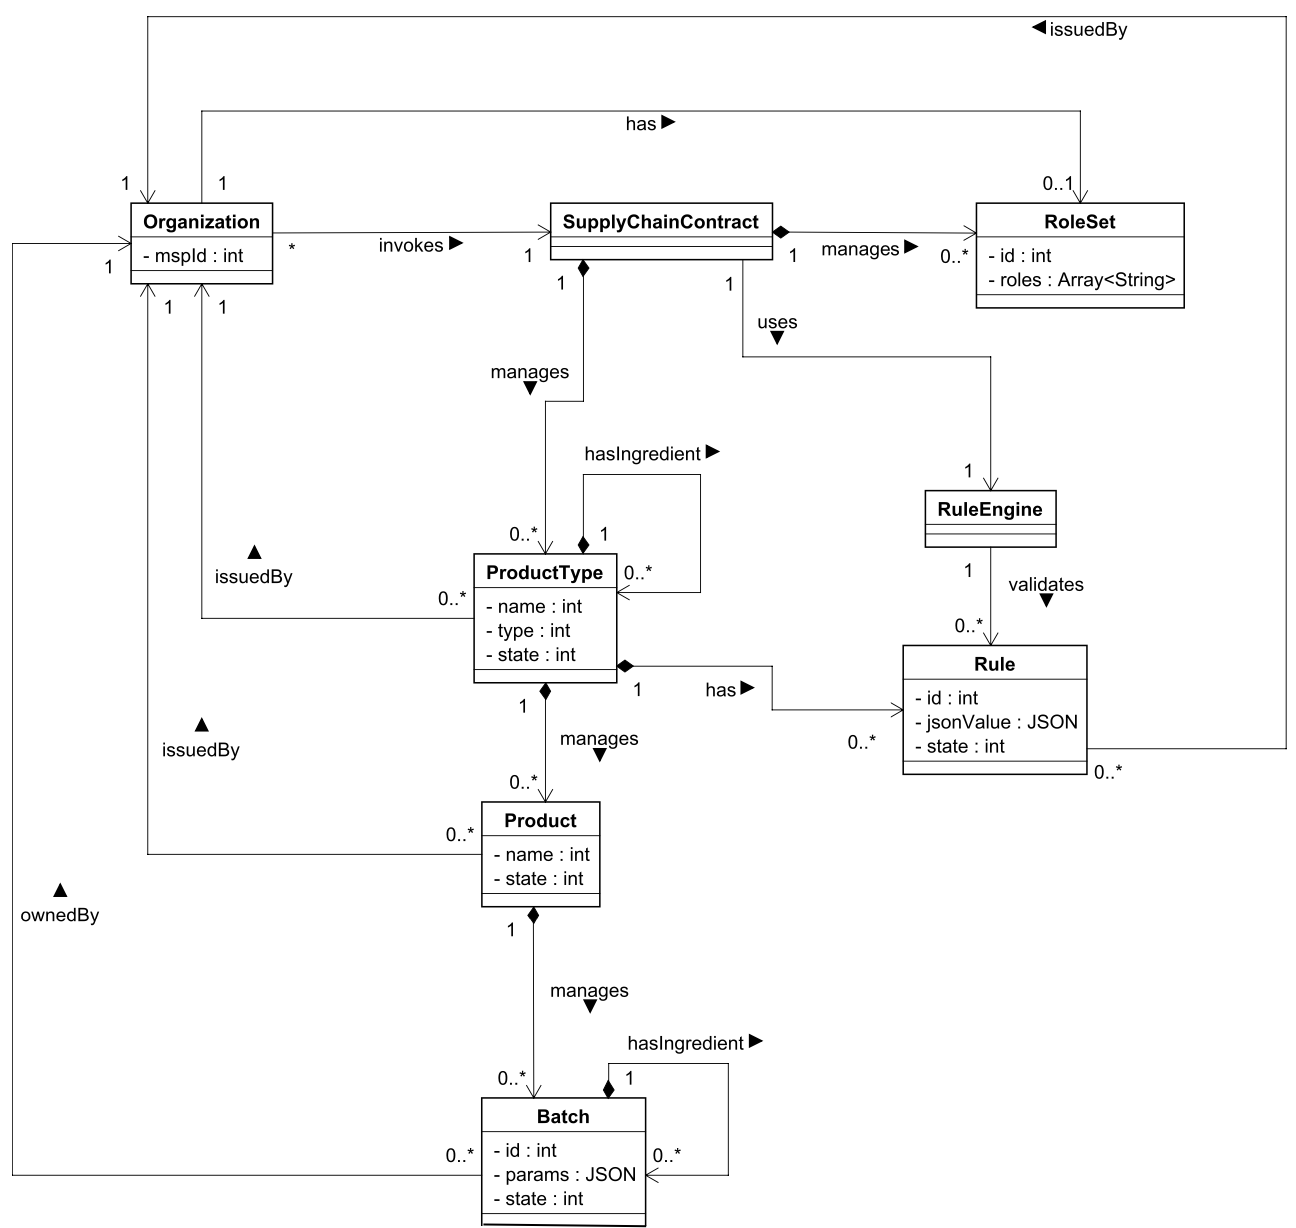 ◀ issuedBy
has ▶
1
1
0..1
Organization
- mspId : int
SupplyChainContract
RoleSet
- id : int
- roles : Array<String>
1
*
invokes ▶
1
1
manages ▶
0..*
1
1
1
1
uses
▼
manages
▼
hasIngredient ▶
1
RuleEngine
0..*
1
▲
issuedBy
ProductType
- name : int
- type : int
- state : int
0..*
0..*
1
validates
▼
0..*
Rule
- id : int
- jsonValue : JSON
- state : int
1
has ▶
0..*
0..*
1
▲
issuedBy
manages
▼
0..*
Product
- name : int
- state : int
0..*
▲
ownedBy
1
manages
▼
hasIngredient ▶
0..*
1
Batch
- id : int
- params : JSON
- state : int
0..*
0..*